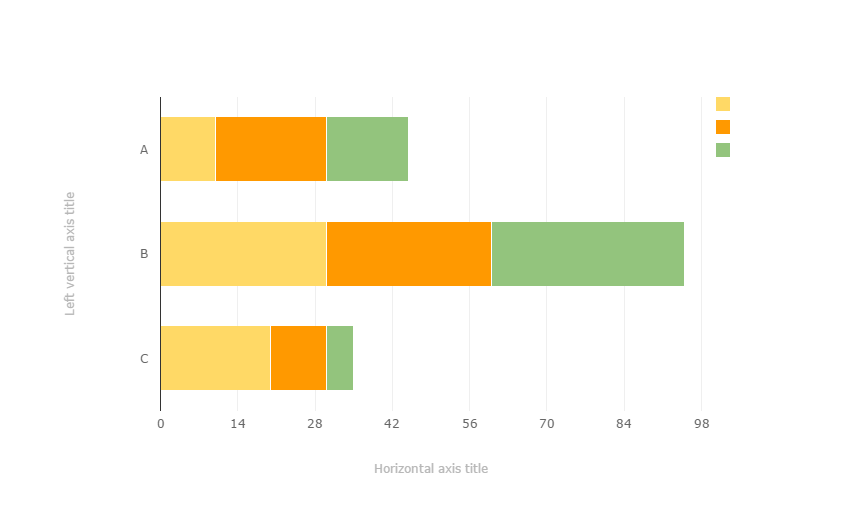 A
B
C
Left vertical axis title
0 14 28 42 56 70 84 98
Horizontal axis title